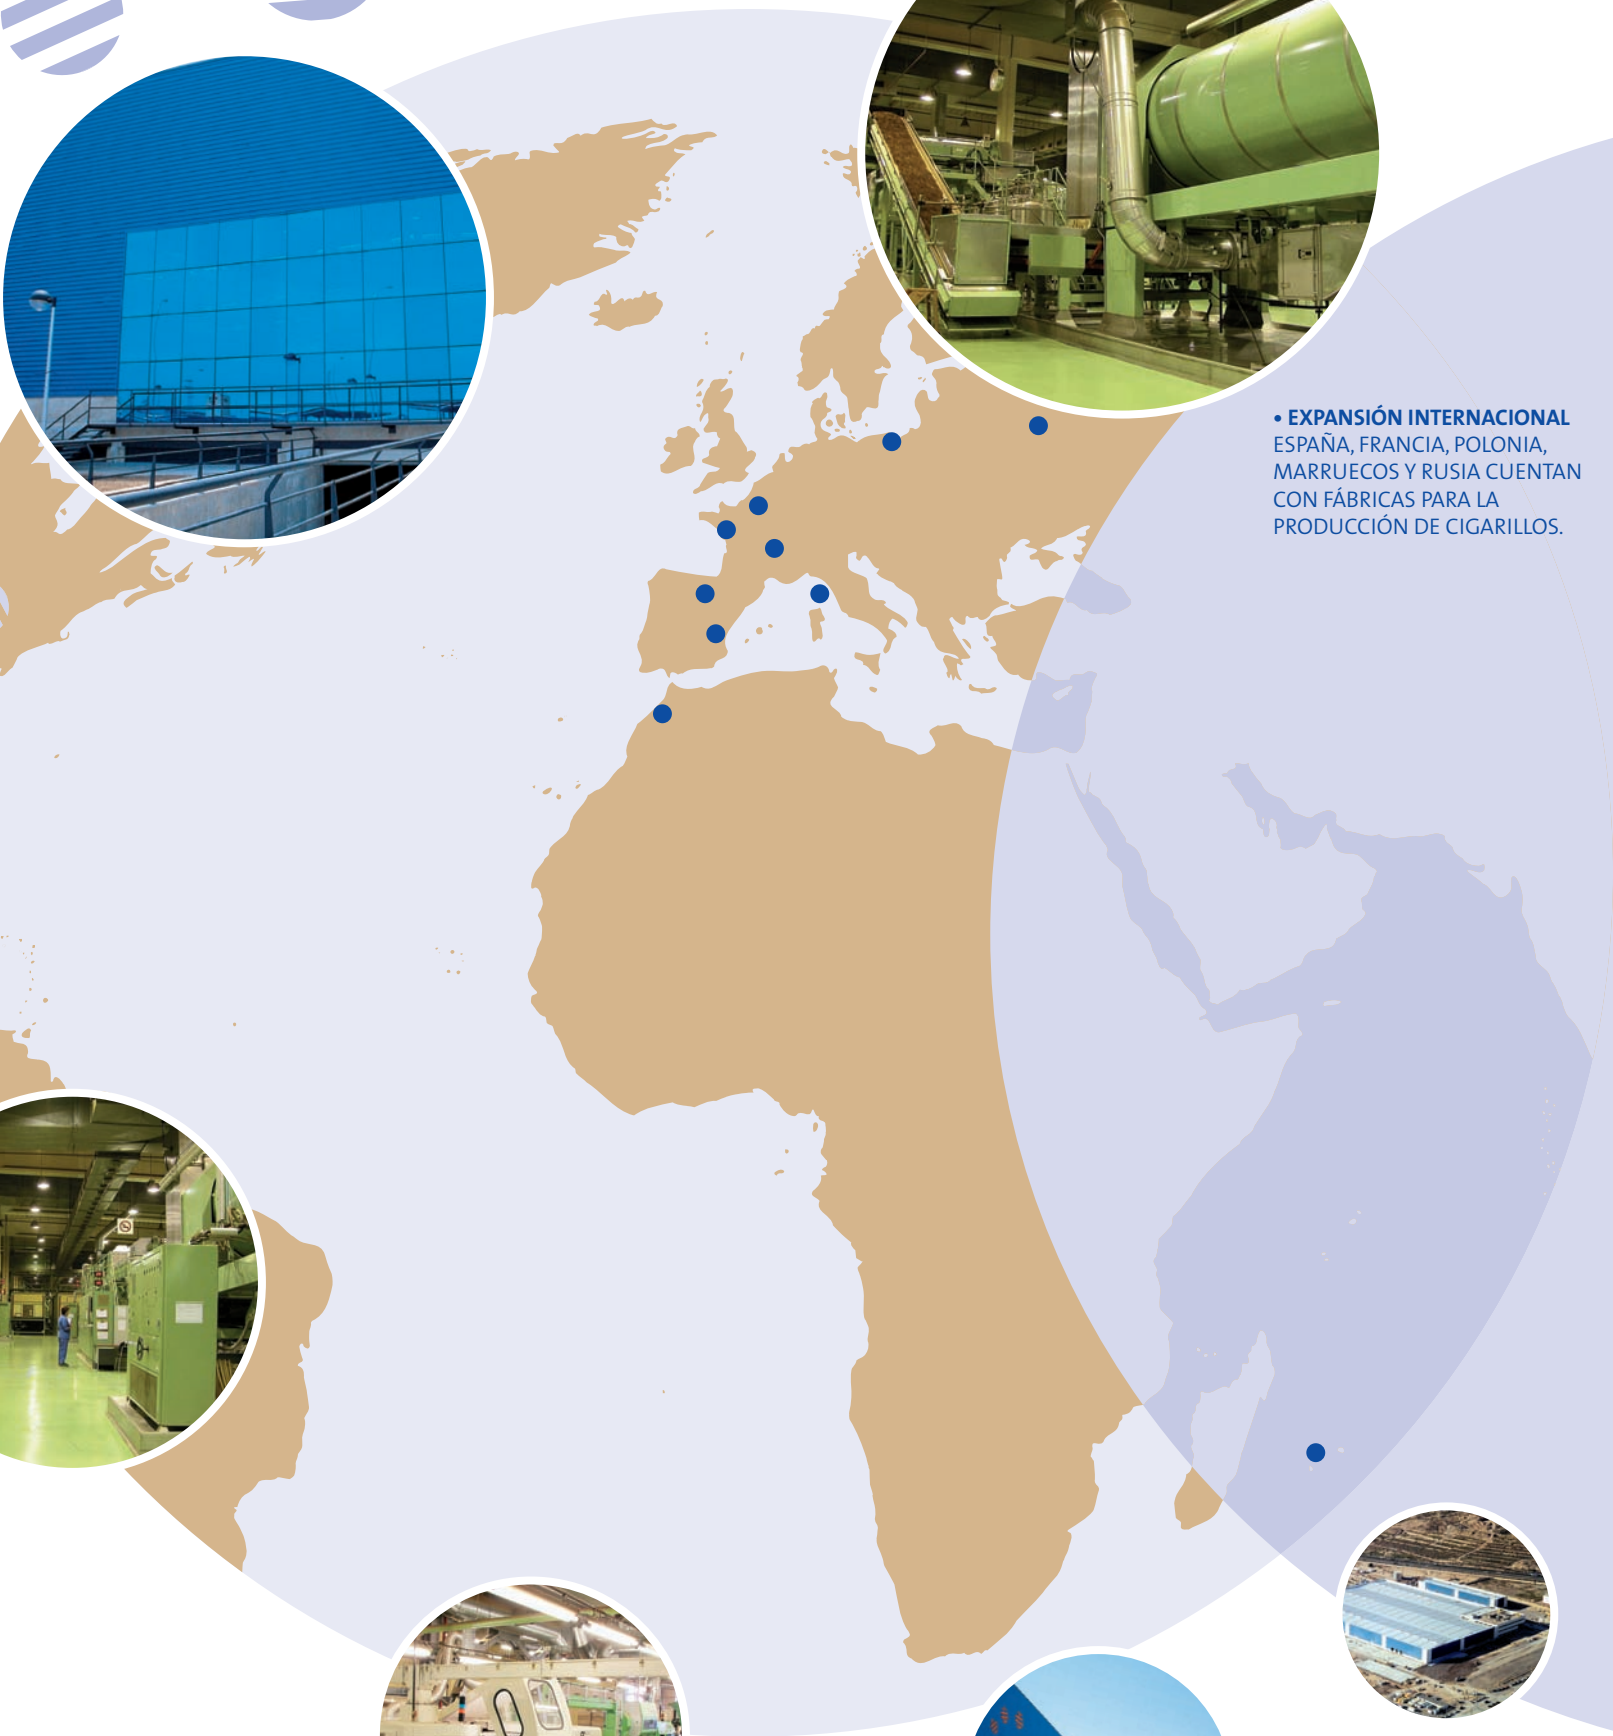 • EXPANSIÓN INTERNACIONAL
ESPAÑA, FRANCIA, POLONIA,
MARRUECOS Y RUSIA CUENTAN
CON FÁBRICAS PARA LA
PRODUCCIÓN DE CIGARILLOS.